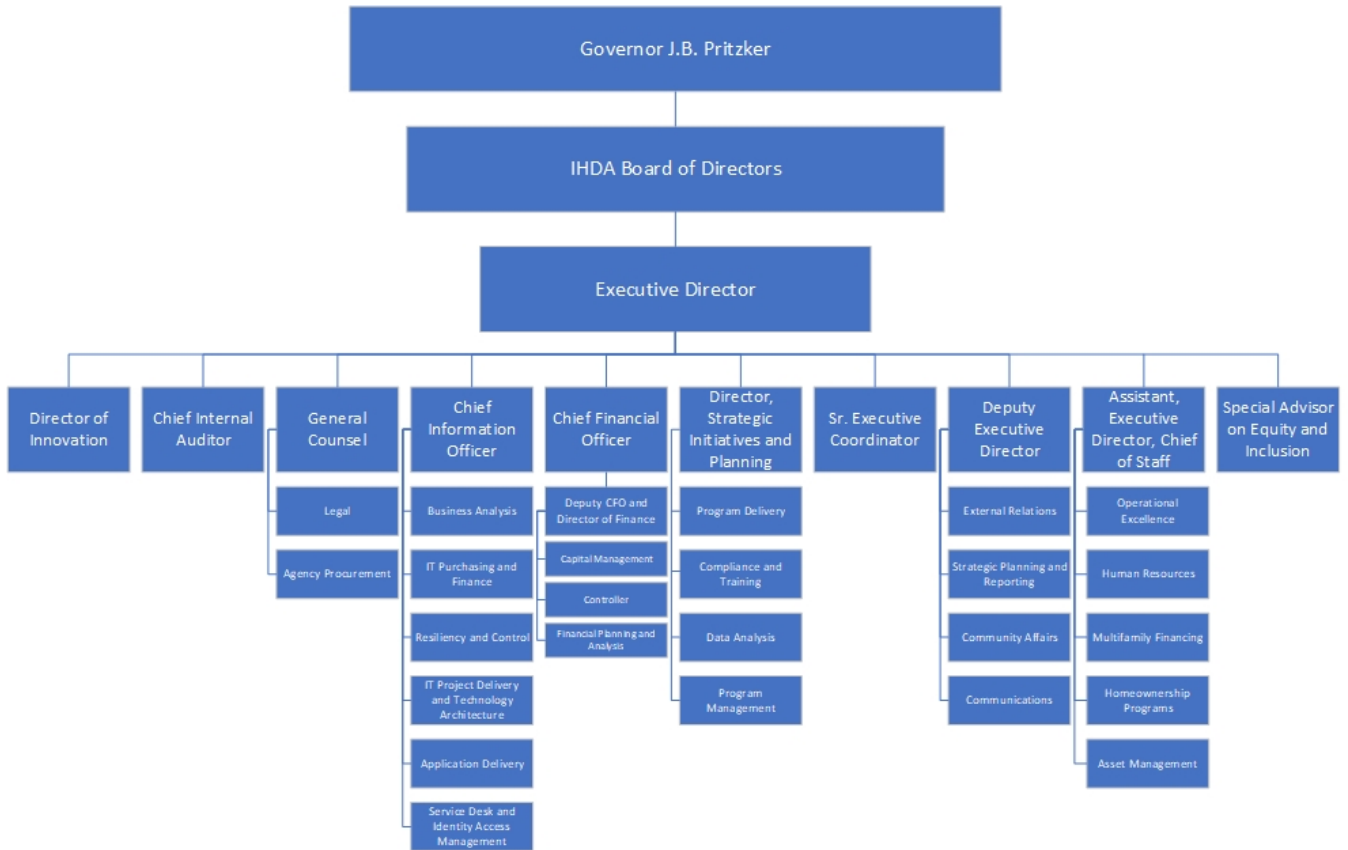 Governor J.B. Pritzker
IHDA Board of Directors
Executive Director
Director of
Innovation
Chief Internal
Auditor
General
Counsel
Legal
Agency Procurement
Chief
Information
Officer
Business Analysis
IT Purchasing and
Finance
Resiliency and Control
IT Project Delivery
and Technology
Architecture
Application Delivery
Service Desk and
Identity Access
Management
Chief Financial
Officer
Deputy CFO and
Director of Finance
Capital Management
Controller
Financial Planning and
Analysis
Director,
Strategic
Initiatives and
Planning
Program Delivery
Compliance and
Training
Data Analysis
Program
Management
Sr. Executive
Coordinator
Deputy
Executive
Director
External Relations
Strategic Planning and
Reporting
Community Affairs
Communications
Assistant,
Executive
Director, Chief
of Staff
Operational
Excellence
Human Resources
Multifamily Financing
Homeownership
Programs
Asset Management
Special Advisor
on Equity and
Inclusion